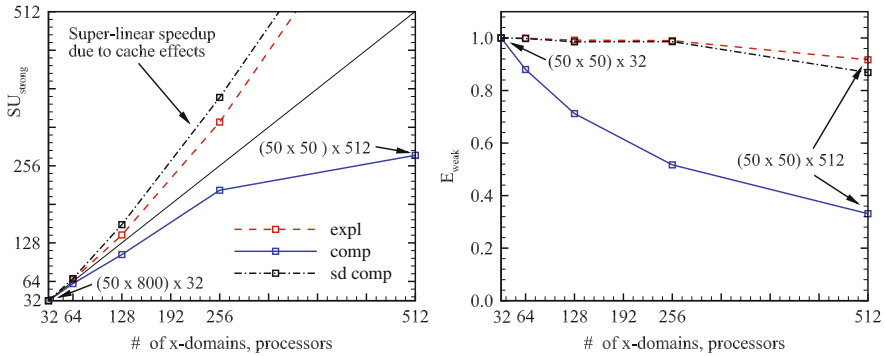 512
256
128
64
32
SU strong
Super-linear speedup
due to cache effects
(50 x 50 ) x 512
(50 x 800) x 32
expl
comp
sd comp
32 64 128 192 256 512
# of x-domains, processors
1.0
0.8
0.6
0.4
0.2
0.0
E weak
(50 x 50) x 32
(50 x 50) x 512
32 64 128 192 256 512
# of x-domains, processors